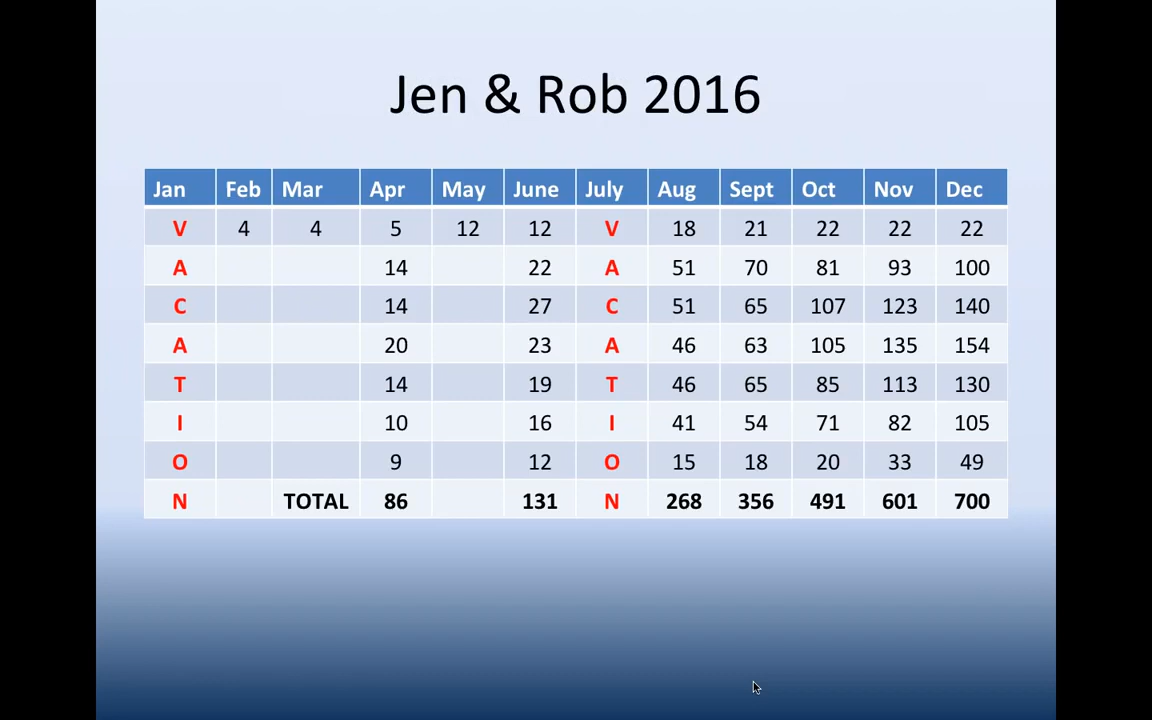 Jen & Rob 2016
Jan Feb Mar Apr May June July Aug Sept Oct Nov Dec
V 4 4 5 12 12 V 18 21 22 22 22
A 14 22 A 51 70 81 93 100
C 14 27 C 51 65 107 123 140
A 20 23 A 46 63 105 135 154
T 14 19 T 46 65 85 113 130
I 10 16 I 41 54 71 82 105
O 9 12 O 15 18 20 33 49
N TOTAL 86 131 N 268 356 491 601 700